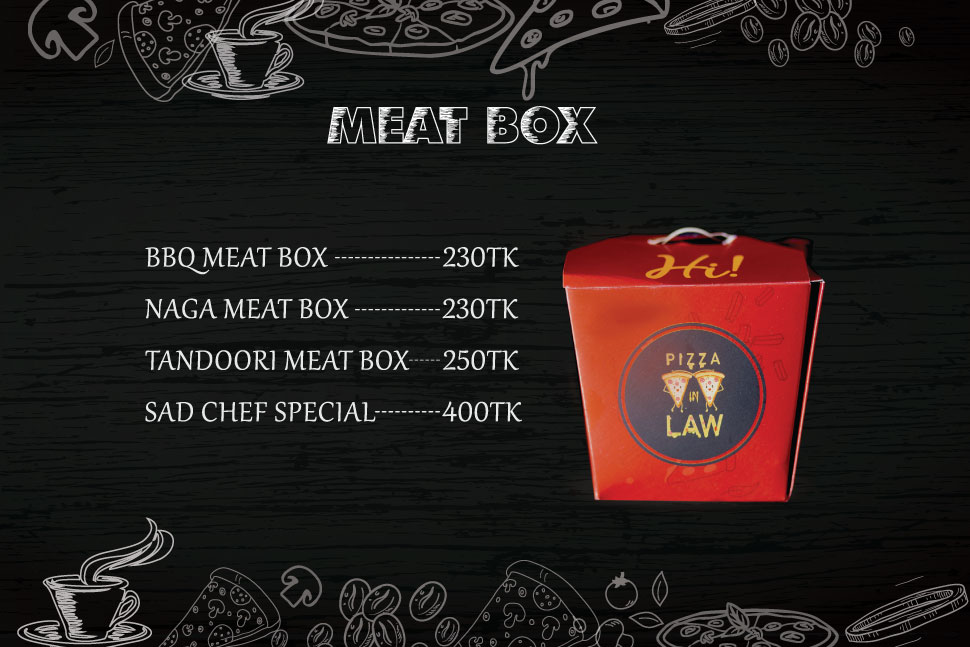 MEAT BOX
BBQ MEAT BOX ----------------230TK
NAGA MEAT BOX -------------230TK
TANDOORI MEAT BOX-----250TK
SAD CHEF SPECIAL----------400TK
Hi!
PIZZA
IN
LAW